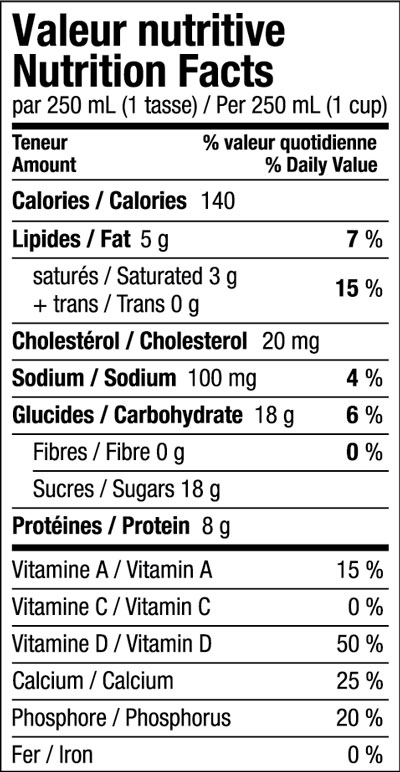 Valeur nutritive
Nutrition Facts
par 250 mL (1 tasse) / Per 250 mL (1 cup)
Teneur % valeur quotidienne
Amount % Daily Value
Calories / Calories 140
Lipides / Fat 5 g 7 %
saturés / Saturated 3 g
+ trans / Trans 0 g 15 %
Cholestérol / Cholesterol 20 mg
Sodium / Sodium 100 mg 4 %
Glucides / Carbohydrate 18 g 6 %
Fibres / Fibre 0 g 0 %
Sucres / Sugars 18 g
Protéines / Protein 8 g
Vitamine A / Vitamin A 15 %
Vitamine C / Vitamin C 0 %
Vitamine D / Vitamin D 50 %
Calcium / Calcium 25 %
Phosphore / Phosphorus 20 %
Fer / Iron 0 %